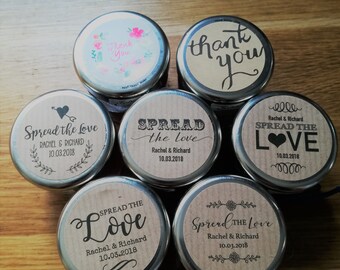 Thank
You
thank
you
Spread the Love
RACHEL & RICHARD
10.03.2018
SPREAD
the Love
Rachel & Richard
10.03.2018
Rachel & Richard
SPREAD THE
LOVE
10.03.2018
SPREAD THE
Love
Rachel & Richard
10.03.2018
Spread the Love
Rachel & Richard
10.03.2018